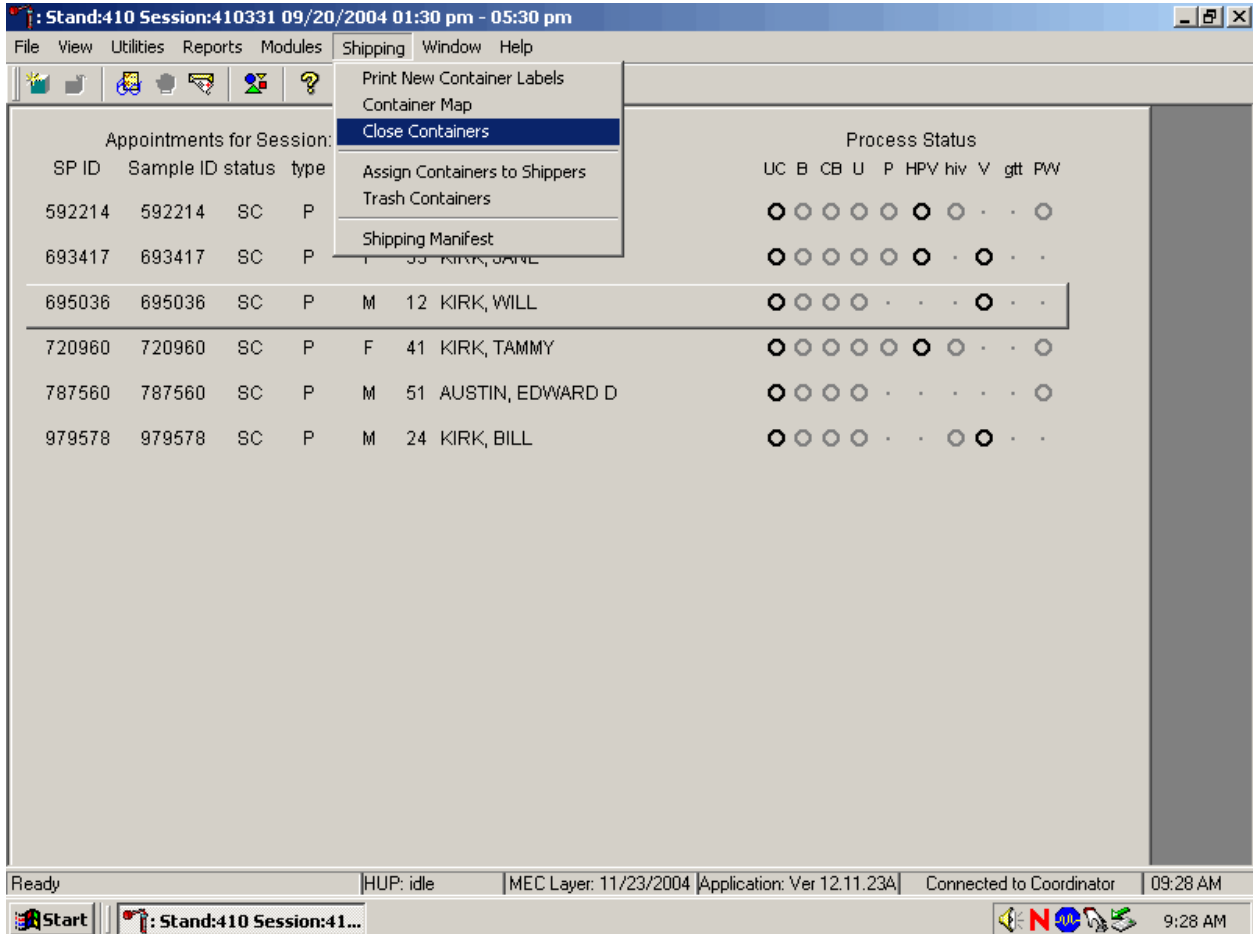 : Stand:410 Session:410331 09/20/2004 01:30 pm - 05:30 pm
File View Utilities Reports Modules Shipping Window Help
Print New Container Labels
Container Map
Close Containers
Assign Containers to Shippers
Trash Containers
Shipping Manifest
Appointments for Session: Process Status
SP ID Sample ID status type UC B CB U P HPV hiv V gtt PW
592214 592214 SC P
693417 693417 SC P KIRK, JANE
695036 695036 SC P M 12 KIRK, WILL
720960 720960 SC P F 41 KIRK, TAMMY
787560 787560 SC P M 51 AUSTIN, EDWARD D
979578 979578 SC P M 24 KIRK, BILL
Ready HUP: idle MEC Layer: 11/23/2004 Application: Ver 12.11.23A Connected to Coordinator 09:28 AM
Start : Stand:410 Session:41... N 9:28 AM